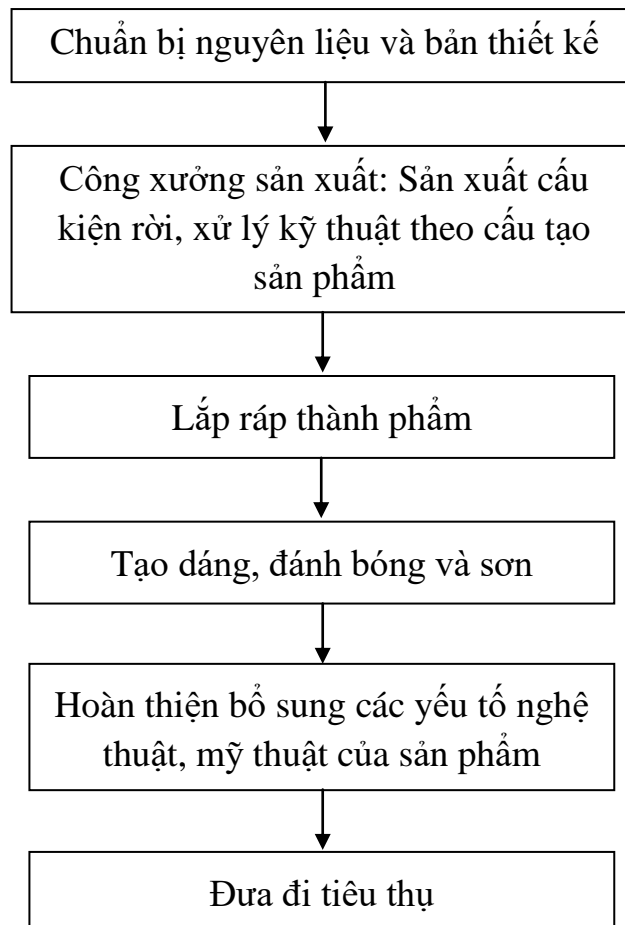 Chuẩn bị nguyên liệu và bản thiết kế
Công xưởng sản xuất: Sản xuất cấu
kiện rời, xử lý kỹ thuật theo cấu tạo
sản phẩm
Lắp ráp thành phẩm
Tạo dáng, đánh bóng và sơn
Hoàn thiện bổ sung các yếu tố nghệ
thuật, mỹ thuật của sản phẩm
Đưa đi tiêu thụ